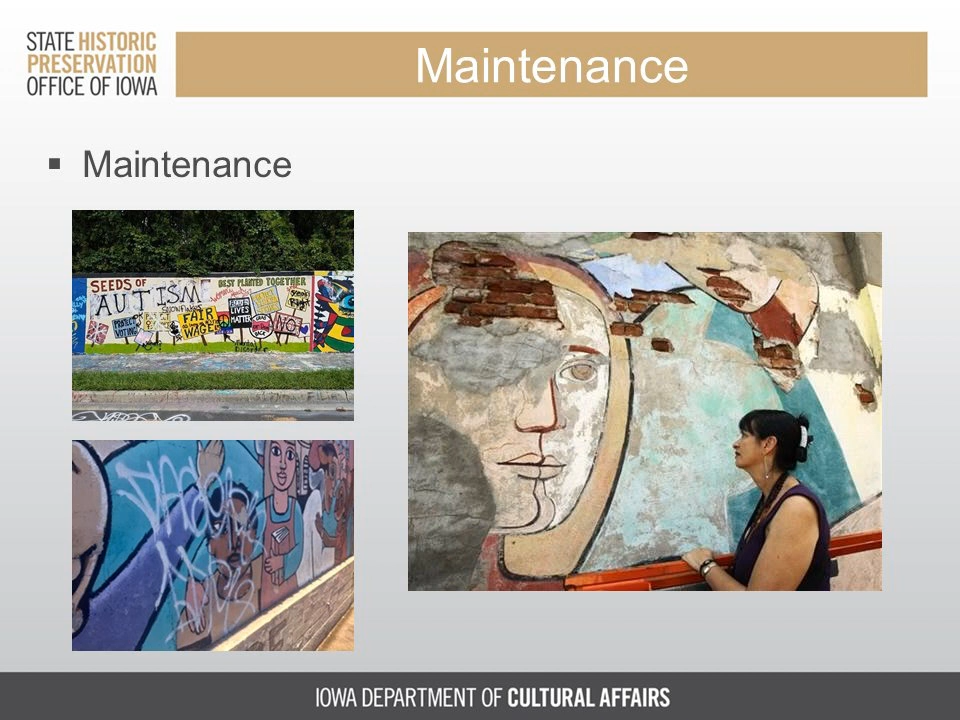 STATE HISTORIC
PRESERVATION
OFFICE OF IOWA
Maintenance
▪ Maintenance
SEEDS OF
AUTISM
BEST PLANTED TOGETHER
FAIR
WAGES
LIVES
MATTER
NO
IOWA DEPARTMENT OF CULTURAL AFFAIRS